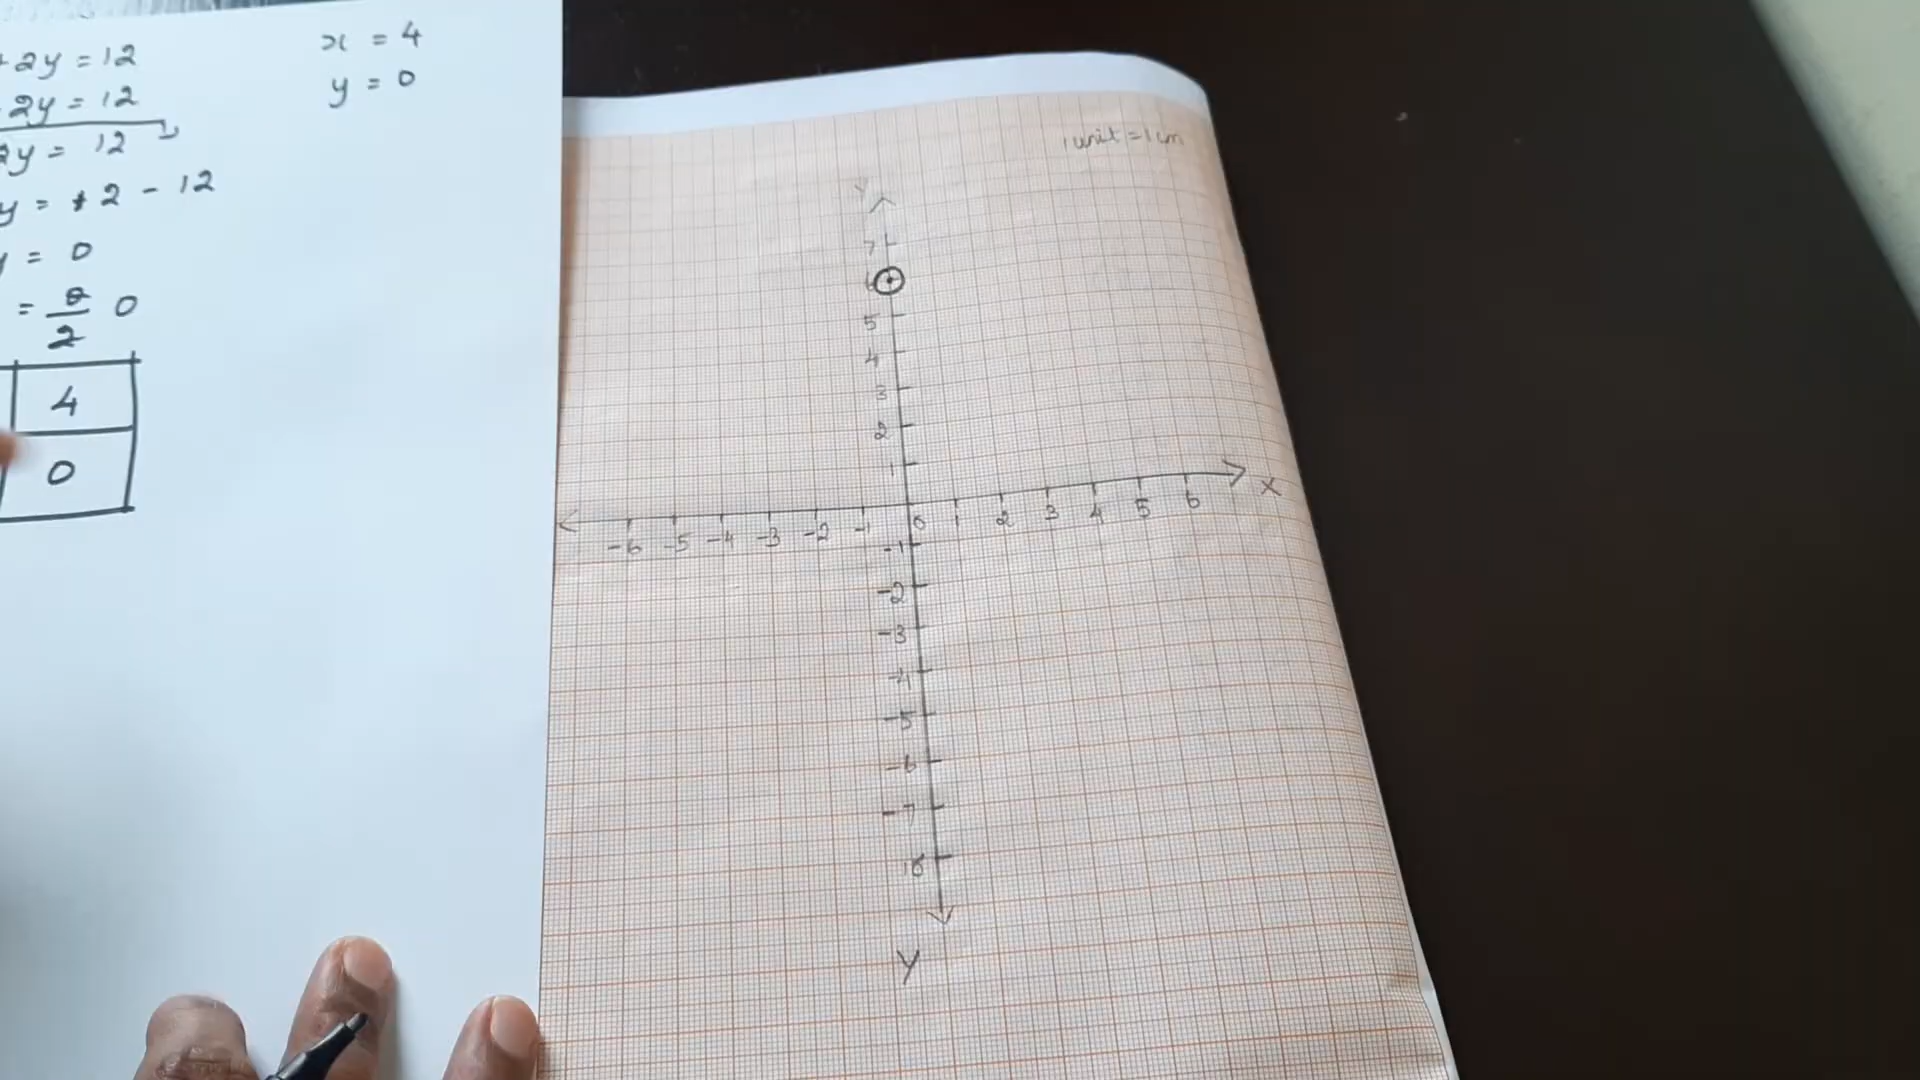 + 2y = 12
2y = 12
2y = 12
y = +2 - 12
y = 0
= 0/2 0
4
0
x = 4
y = 0
1 unit = 1 cm
Y
7
6
5
4
3
2
1
-6 -5 -4 -3 -2 -1 0 1 2 3 4 5 6 X
-1
-2
-3
-4
-5
-6
-7
Y